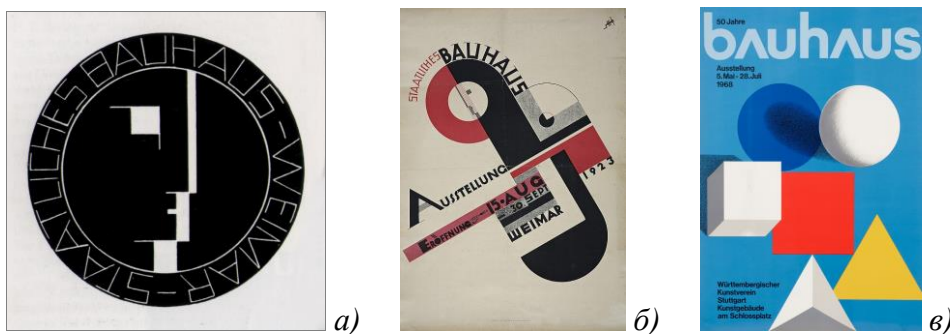 STAATLICHES BAUHAUS-WEIMAR-
а)
STAATLICHES BAUHAUS
AUSSTELLUNG
1923
ERÖFFNUNG 15·AUG
30 SEPT
WEIMAR
б)
50 Jahre
bauhaus
Ausstellung
5. Mai - 28. Juli
1968
Württembergischer
Kunstverein
Stuttgart
Kunstgebäude
am Schlossplatz
в)